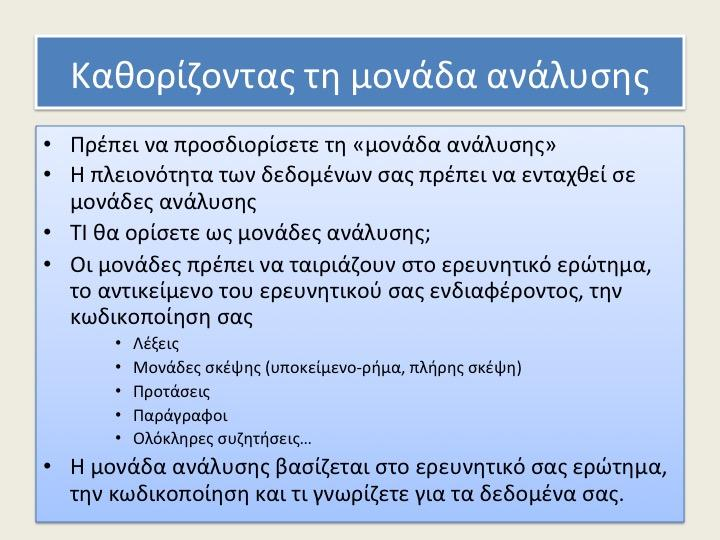 Καθορίζοντας τη μονάδα ανάλυσης
• Πρέπει να προσδιορίσετε τη «μονάδα ανάλυσης»
• Η πλειονότητα των δεδομένων σας πρέπει να ενταχθεί σε
μονάδες ανάλυσης
• ΤΙ θα ορίσετε ως μονάδες ανάλυσης;
• Οι μονάδες πρέπει να ταιριάζουν στο ερευνητικό ερώτημα,
το αντικείμενο του ερευνητικού σας ενδιαφέροντος, την
κωδικοποίηση σας
• Λέξεις
• Μονάδες σκέψης (υποκείμενο-ρήμα, πλήρης σκέψη)
• Προτάσεις
• Παράγραφοι
• Ολόκληρες συζητήσεις…
• Η μονάδα ανάλυσης βασίζεται στο ερευνητικό σας ερώτημα,
την κωδικοποίηση και τι γνωρίζετε για τα δεδομένα σας.